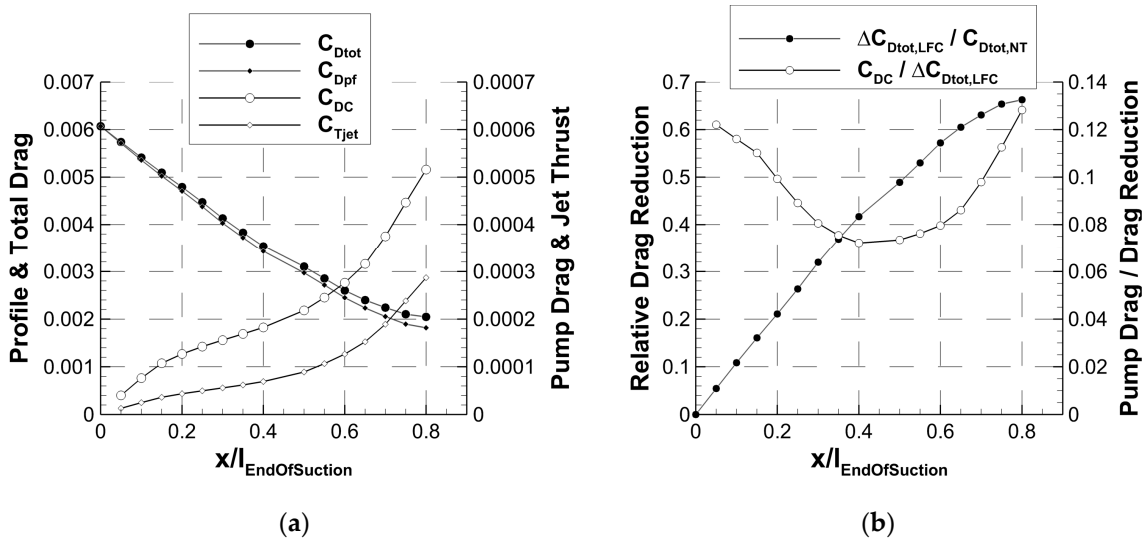 C_Dtot
C_Dpf
C_DC
C_Tjet
Profile & Total Drag
0.007
0.006
0.005
0.004
0.003
0.002
0.001
0
Pump Drag & Jet Thrust
0.0007
0.0006
0.0005
0.0004
0.0003
0.0002
0.0001
0
0 0.2 0.4 0.6 0.8
x/l_EndOfSuction
(a)
ΔC_Dtot,LFC / C_Dtot,NT
C_DC / ΔC_Dtot,LFC
Relative Drag Reduction
0.7
0.6
0.5
0.4
0.3
0.2
0.1
0
Pump Drag / Drag Reduction
0.14
0.12
0.10
0.08
0.06
0.04
0.02
0
0 0.2 0.4 0.6 0.8
x/l_EndOfSuction
(b)